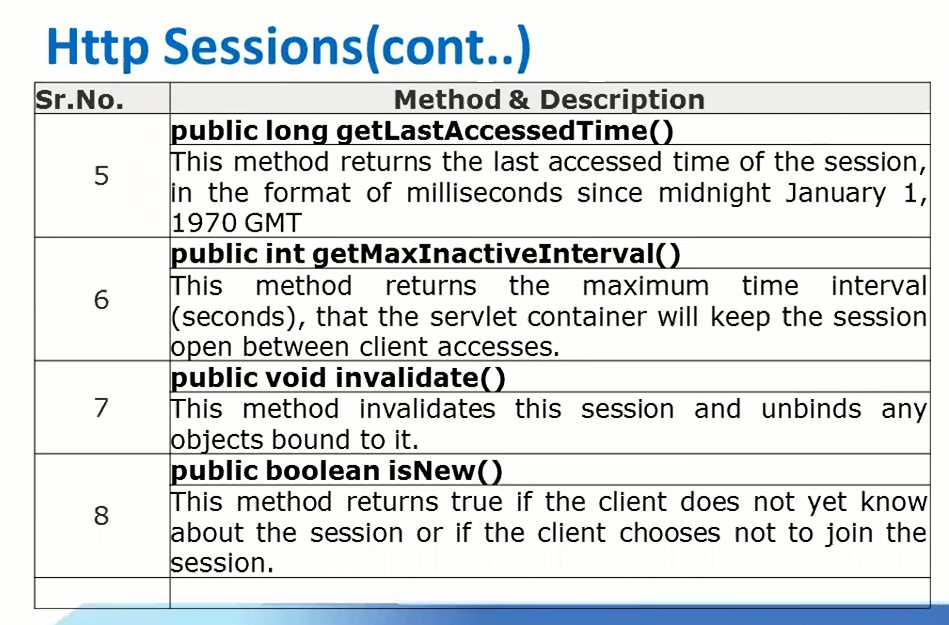 Http Sessions(cont..)
Sr.No. Method & Description
public long getLastAccessedTime()
5
This method returns the last accessed time of the session,
in the format of milliseconds since midnight January 1,
1970 GMT
public int getMaxInactiveInterval()
6
This method returns the maximum time interval
(seconds), that the servlet container will keep the session
open between client accesses.
public void invalidate()
7
This method invalidates this session and unbinds any
objects bound to it.
public boolean isNew()
8
This method returns true if the client does not yet know
about the session or if the client chooses not to join the
session.